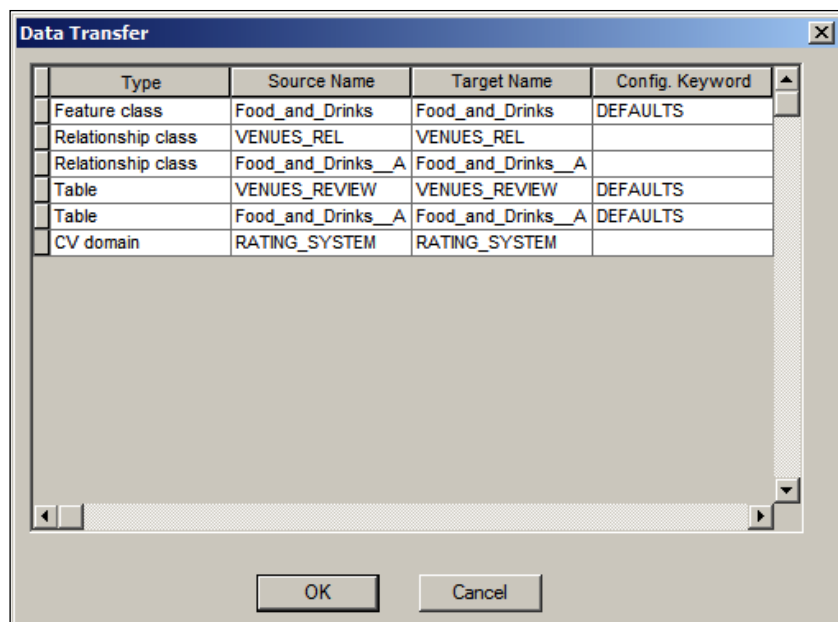 Data Transfer
Type Source Name Target Name Config. Keyword
Feature class Food_and_Drinks Food_and_Drinks DEFAULTS
Relationship class VENUES_REL VENUES_REL
Relationship class Food_and_Drinks__A Food_and_Drinks__A
Table VENUES_REVIEW VENUES_REVIEW DEFAULTS
Table Food_and_Drinks__A Food_and_Drinks__A DEFAULTS
CV domain RATING_SYSTEM RATING_SYSTEM
OK Cancel